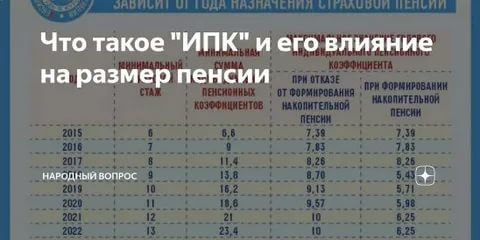 ЗАВИСИТ ОТ ГОДА НАЗНАЧЕНИЯ СТРАХОВОЙ ПЕНСИИ
Что такое "ИПК" и его влияние
на размер пенсии
МИНИМАЛЬНЫЙ
СТАЖ
МИНИМАЛЬНАЯ
СУММА
ПЕНСИОННЫХ
КОЭФФИЦИЕНТОВ
ИНДИВИДУАЛЬНОГО ПЕНСИОННОГО
КОЭФФИЦИЕНТА
ПРИ ОТКАЗЕ
ОТ ФОРМИРОВАНИЯ
НАКОПИТЕЛЬНОЙ
ПЕНСИИ
ПРИ ФОРМИРОВАНИИ
НАКОПИТЕЛЬНОЙ
ПЕНСИИ
2015 6 6,6 7,39 7,39
2016 7 9 7,83 7,83
2017 8 11,4 8,26 8,26
9 13,8 8,70 5,43
НАРОДНЫЙ ВОПРОС
2019 10 16,2 9,13 5,71
2020 11 18,6 9,57 5,98
2021 12 21 10 6,25
2022 13 23,4 10 6,25